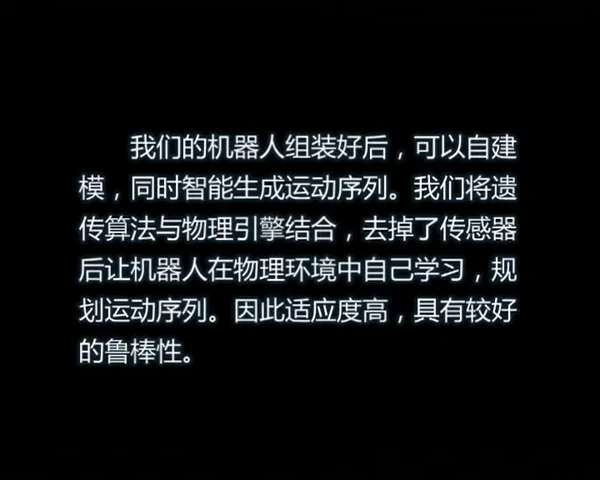 我们的机器人组装好后，可以自建
模，同时智能生成运动序列。我们将遗
传算法与物理引擎结合，去掉了传感器
后让机器人在物理环境中自己学习，规
划运动序列。因此适应度高，具有较好
的鲁棒性。